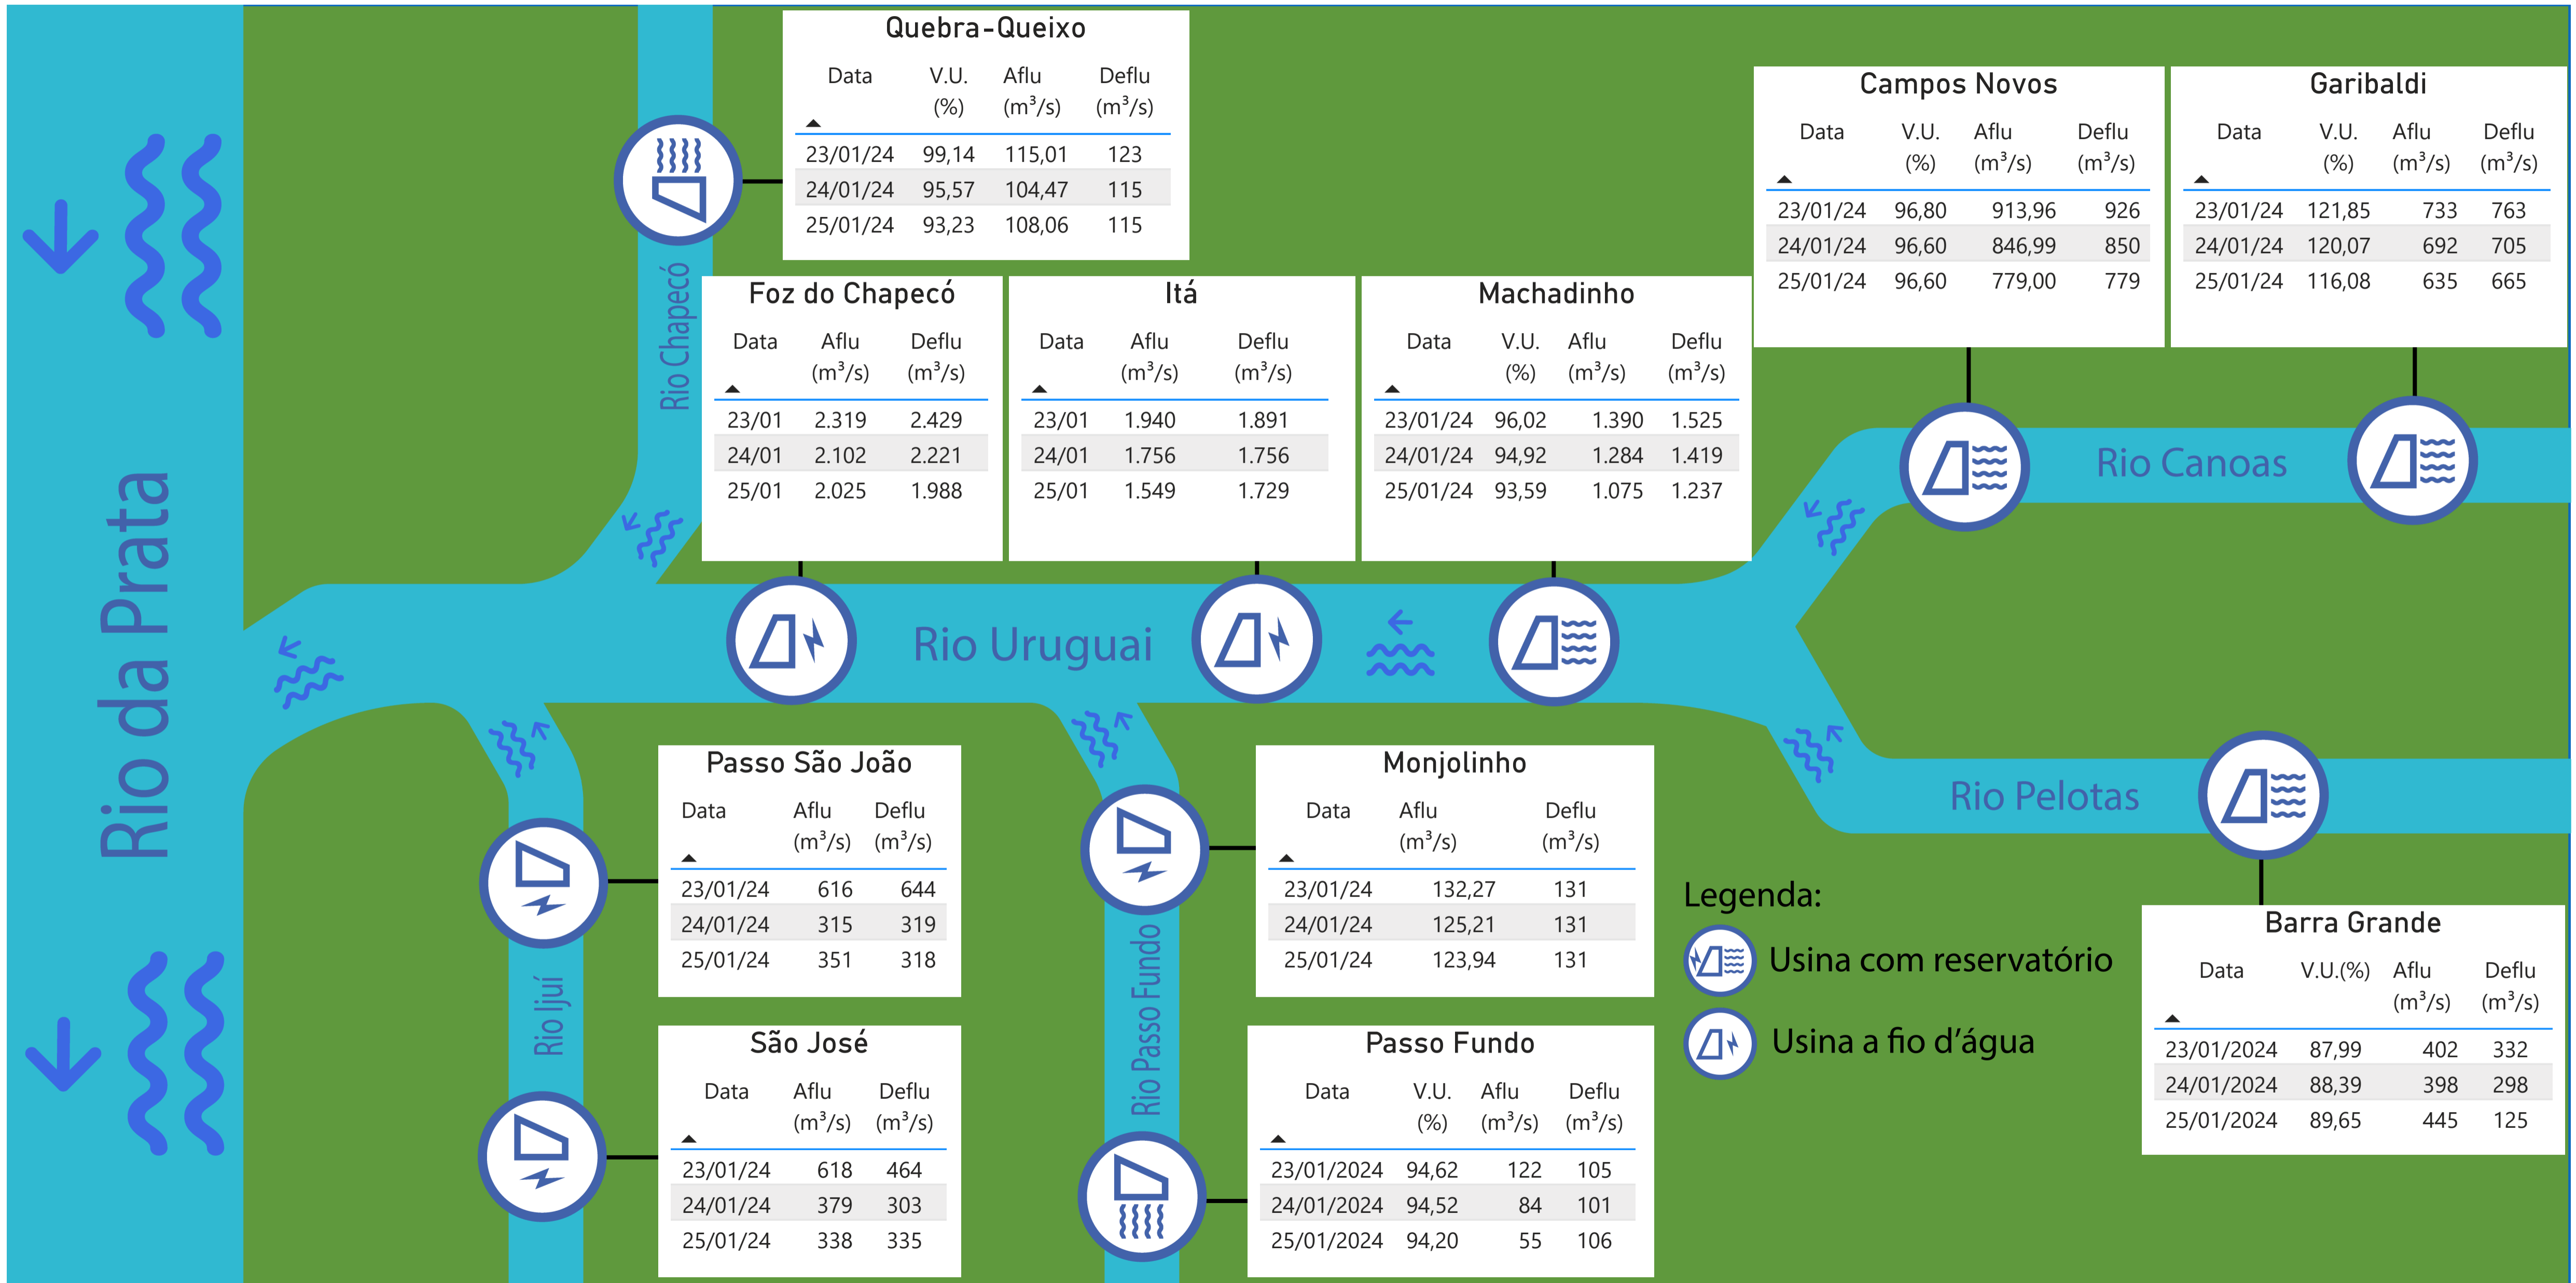 Quebra-Queixo
Data V.U. (%) Aflu (m³/s) Deflu (m³/s)
23/01/24 99,14 115,01 123
24/01/24 95,57 104,47 115
25/01/24 93,23 108,06 115
Campos Novos
Data V.U. (%) Aflu (m³/s) Deflu (m³/s)
23/01/24 96,80 913,96 926
24/01/24 96,60 846,99 850
25/01/24 96,60 779,00 779
Garibaldi
Data V.U. (%) Aflu (m³/s) Deflu (m³/s)
23/01/24 121,85 733 763
24/01/24 120,07 692 705
25/01/24 116,08 635 665
Rio Chapecó
Foz do Chapecó
Data Aflu (m³/s) Deflu (m³/s)
23/01 2.319 2.429
24/01 2.102 2.221
25/01 2.025 1.988
Itá
Data Aflu (m³/s) Deflu (m³/s)
23/01 1.940 1.891
24/01 1.756 1.756
25/01 1.549 1.729
Machadinho
Data V.U. (%) Aflu (m³/s) Deflu (m³/s)
23/01/24 96,02 1.390 1.525
24/01/24 94,92 1.284 1.419
25/01/24 93,59 1.075 1.237
Rio Canoas
Rio da Prata
Rio Uruguai
Rio Pelotas
Passo São João
Data Aflu (m³/s) Deflu (m³/s)
23/01/24 616 644
24/01/24 315 319
25/01/24 351 318
Monjolinho
Data Aflu (m³/s) Deflu (m³/s)
23/01/24 132,27 131
24/01/24 125,21 131
25/01/24 123,94 131
Legenda:
Usina com reservatório
Usina a fio d’água
Barra Grande
Data V.U.(%) Aflu (m³/s) Deflu (m³/s)
23/01/2024 87,99 402 332
24/01/2024 88,39 398 298
25/01/2024 89,65 445 125
Rio Ijuí
Rio Passo Fundo
São José
Data Aflu (m³/s) Deflu (m³/s)
23/01/24 618 464
24/01/24 379 303
25/01/24 338 335
Passo Fundo
Data V.U. (%) Aflu (m³/s) Deflu (m³/s)
23/01/2024 94,62 122 105
24/01/2024 94,52 84 101
25/01/2024 94,20 55 106